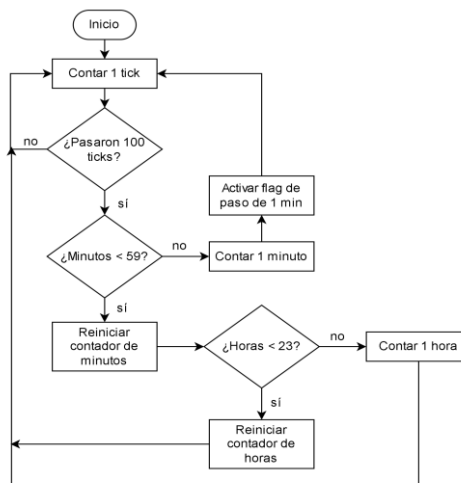 Inicio
Contar 1 tick
no
¿Pasaron 100
ticks?
sí
Activar flag de
paso de 1 min
¿Minutos < 59?
no
Contar 1 minuto
sí
Reiniciar
contador de
minutos
¿Horas < 23?
no
Contar 1 hora
sí
Reiniciar
contador de
horas